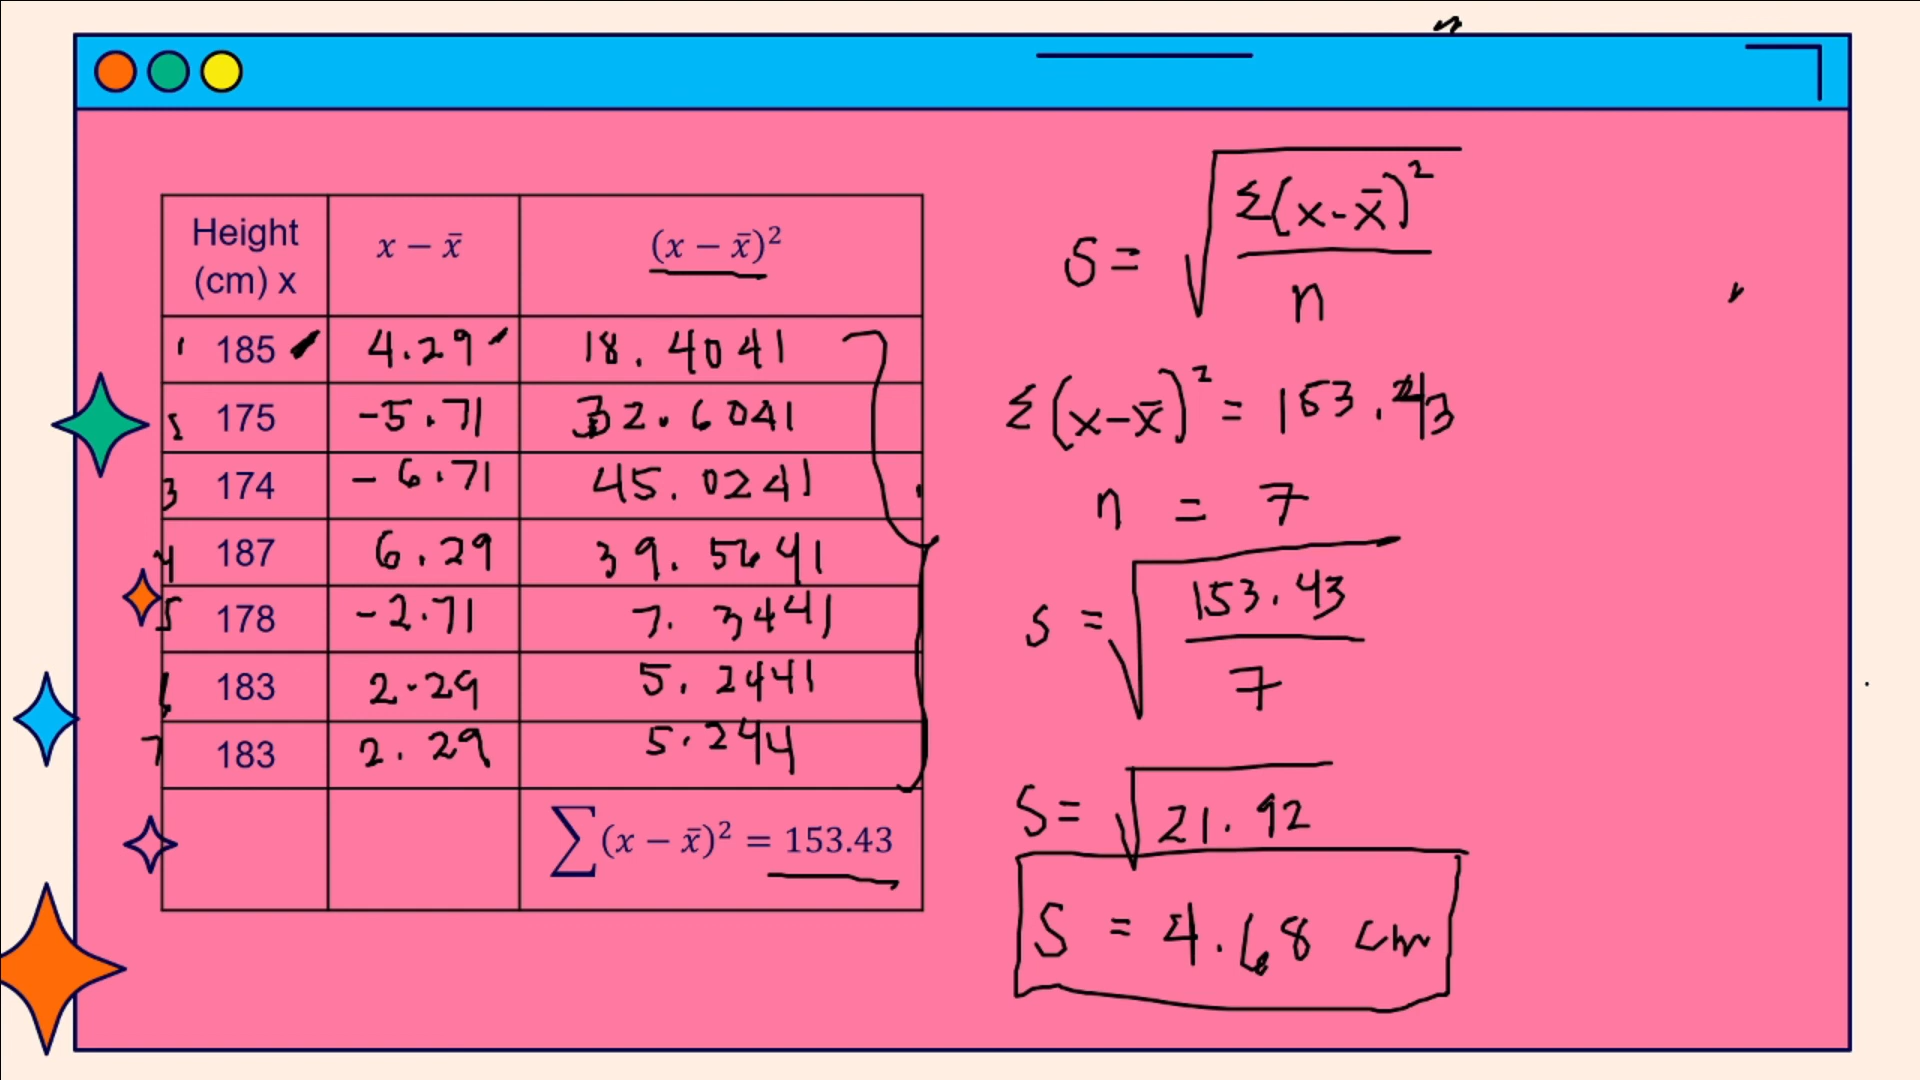 Height (cm) x | x − x̄ | (x − x̄)²
1 185 | 4.29 | 18.4041
2 175 | -5.71 | 32.6041
3 174 | -6.71 | 45.0241
4 187 | 6.29 | 39.5641
5 178 | -2.71 | 7.3441
6 183 | 2.29 | 5.2441
7 183 | 2.29 | 5.244
∑(x − x̄)² = 153.43
S = √(Σ(x-x̄)²/n)
Σ(x-x̄)² = 153.43
n = 7
s = √(153.43/7)
S = √21.92
S = 4.68 cm